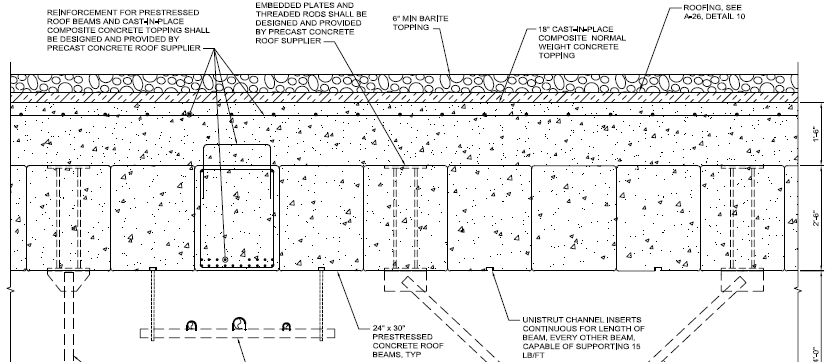 REINFORCEMENT FOR PRESTRESSED
ROOF BEAMS AND CAST-IN-PLACE
COMPOSITE CONCRETE TOPPING SHALL
BE DESIGNED AND PROVIDED BY
PRECAST CONCRETE ROOF SUPPLIER
EMBEDDED PLATES AND
THREADED RODS SHALL BE
DESIGNED AND PROVIDED
BY PRECAST CONCRETE
ROOF SUPPLIER
6" MIN BARITE
TOPPING
18" CAST-IN-PLACE
COMPOSITE NORMAL
WEIGHT CONCRETE
TOPPING
ROOFING, SEE
A-26, DETAIL 10
1'-6"
2'-6"
24" x 30"
PRESTRESSED
CONCRETE ROOF
BEAMS, TYP
UNISTRUT CHANNEL INSERTS
CONTINUOUS FOR LENGTH OF
BEAM, EVERY OTHER BEAM,
CAPABLE OF SUPPORTING 15
LB/FT